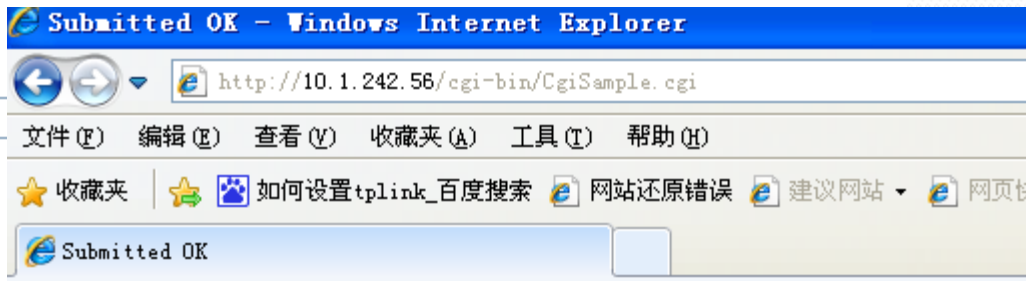 Submitted OK - Windows Internet Explorer
http://10.1.242.56/cgi-bin/CgiSample.cgi
文件(F) 编辑(E) 查看(V) 收藏夹(A) 工具(T) 帮助(H)
收藏夹 如何设置tplink_百度搜索 网站还原错误 建议网站 网页
Submitted OK